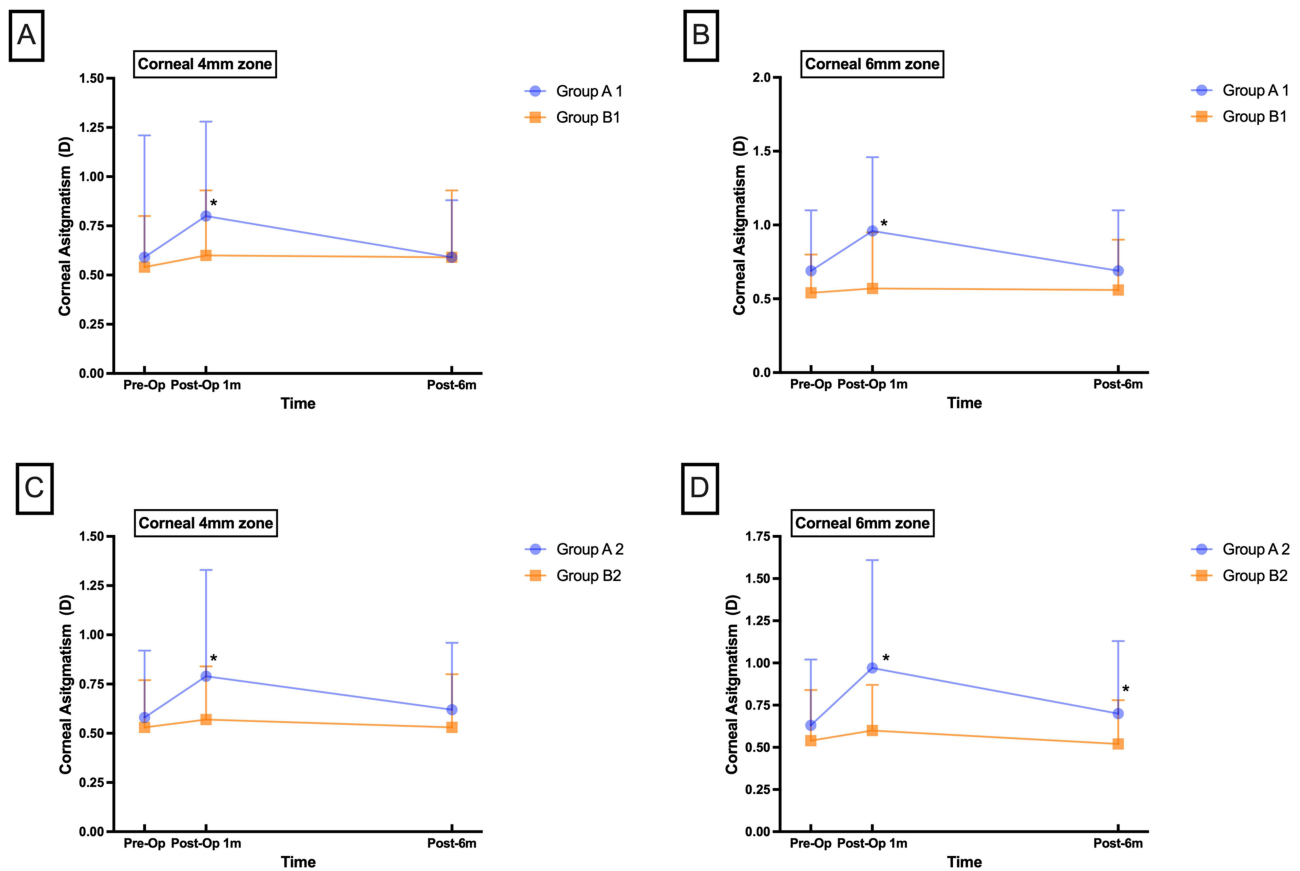 A
Corneal 4mm zone
1.50
1.25
1.00
0.75
0.50
0.25
0.00
Corneal Asitgmatism (D)
*
Pre-Op Post-Op 1m Post-6m
Time
Group A 1
Group B1
B
Corneal 6mm zone
2.0
1.5
1.0
0.5
0.0
Corneal Asitgmatism (D)
*
Pre-Op Post-Op 1m Post-6m
Time
Group A 1
Group B1
C
Corneal 4mm zone
1.50
1.25
1.00
0.75
0.50
0.25
0.00
Corneal Asitgmatism (D)
*
Pre-Op Post-Op 1m Post-6m
Time
Group A 2
Group B2
D
Corneal 6mm zone
1.75
1.50
1.25
1.00
0.75
0.50
0.25
0.00
Corneal Asitgmatism (D)
*
*
Pre-Op Post-Op 1m Post-6m
Time
Group A 2
Group B2